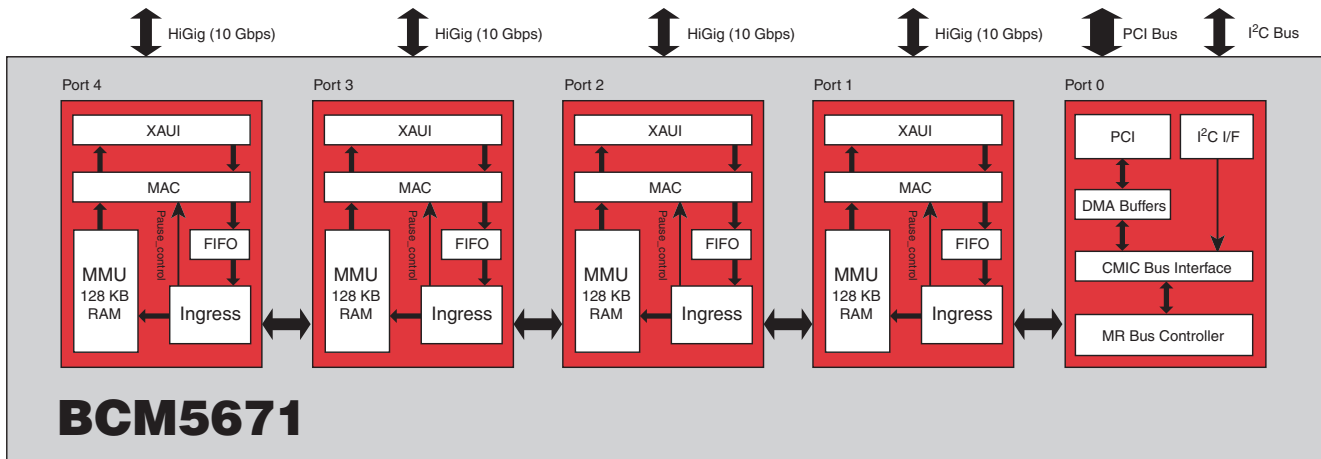 HiGig (10 Gbps)
HiGig (10 Gbps)
HiGig (10 Gbps)
HiGig (10 Gbps)
PCI Bus
I²C Bus
Port 4
XAUI
MAC
Pause_control
FIFO
MMU
128 KB
RAM
Ingress
Port 3
XAUI
MAC
Pause_control
FIFO
MMU
128 KB
RAM
Ingress
Port 2
XAUI
MAC
Pause_control
FIFO
MMU
128 KB
RAM
Ingress
Port 1
XAUI
MAC
Pause_control
FIFO
MMU
128 KB
RAM
Ingress
Port 0
PCI
I²C I/F
DMA Buffers
CMIC Bus Interface
MR Bus Controller
BCM5671